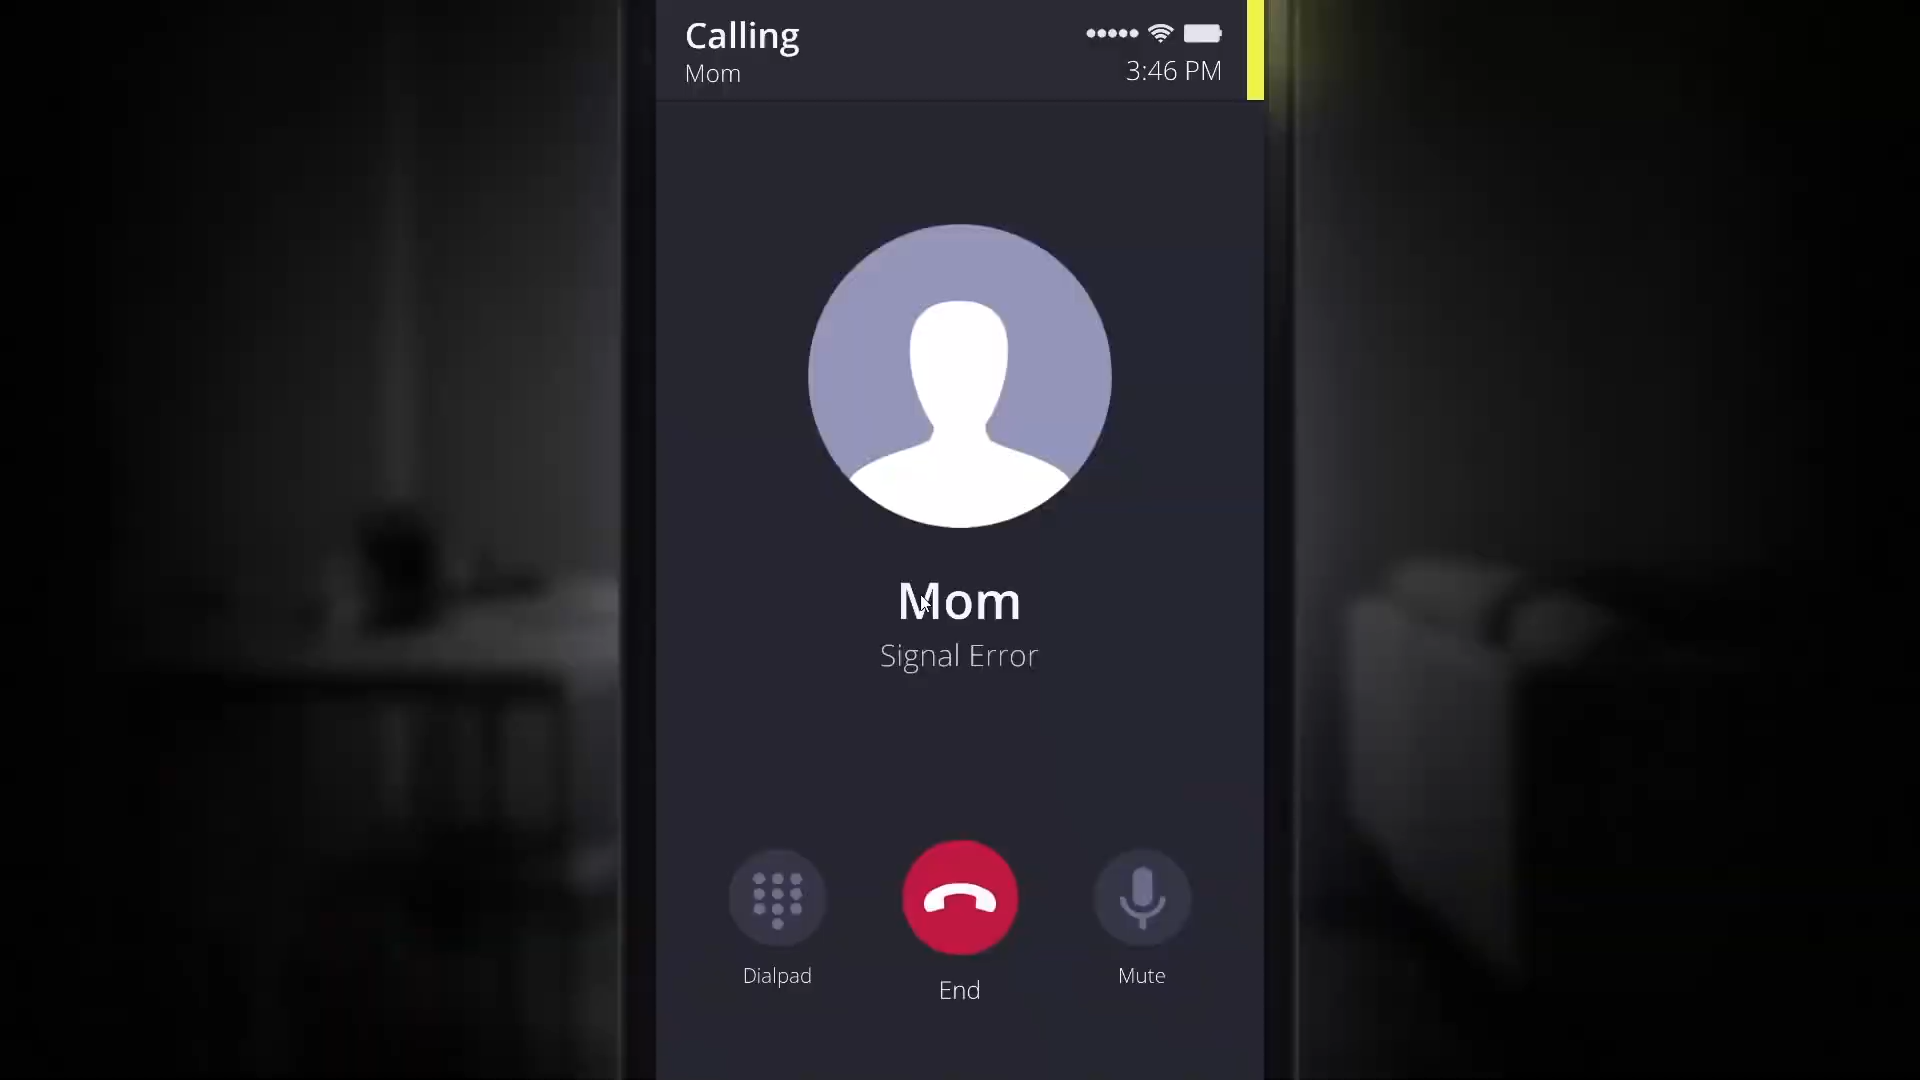 Calling
Mom
3:46 PM
Mom
Signal Error
Dialpad
End
Mute